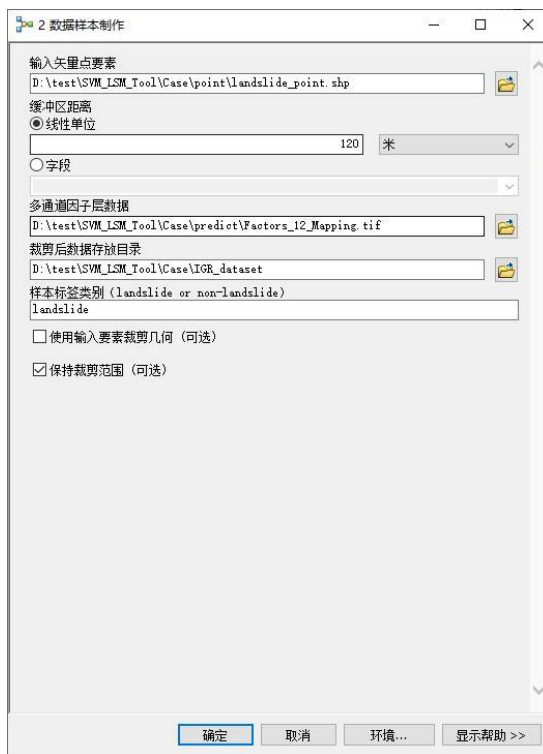 2 数据样本制作
输入矢量点要素
D:\test\SVM_LSM_Tool\Case\point\landslide_point.shp
缓冲区距离
线性单位
120 米
字段
多通道因子层数据
D:\test\SVM_LSM_Tool\Case\predict\Factors_12_Mapping.tif
裁剪后数据存放目录
D:\test\SVM_LSM_Tool\Case\IGR_dataset
样本标签类别 (landslide or non-landslide)
landslide
使用输入要素裁剪几何 (可选)
保持裁剪范围 (可选)
确定 取消 环境... 显示帮助 >>